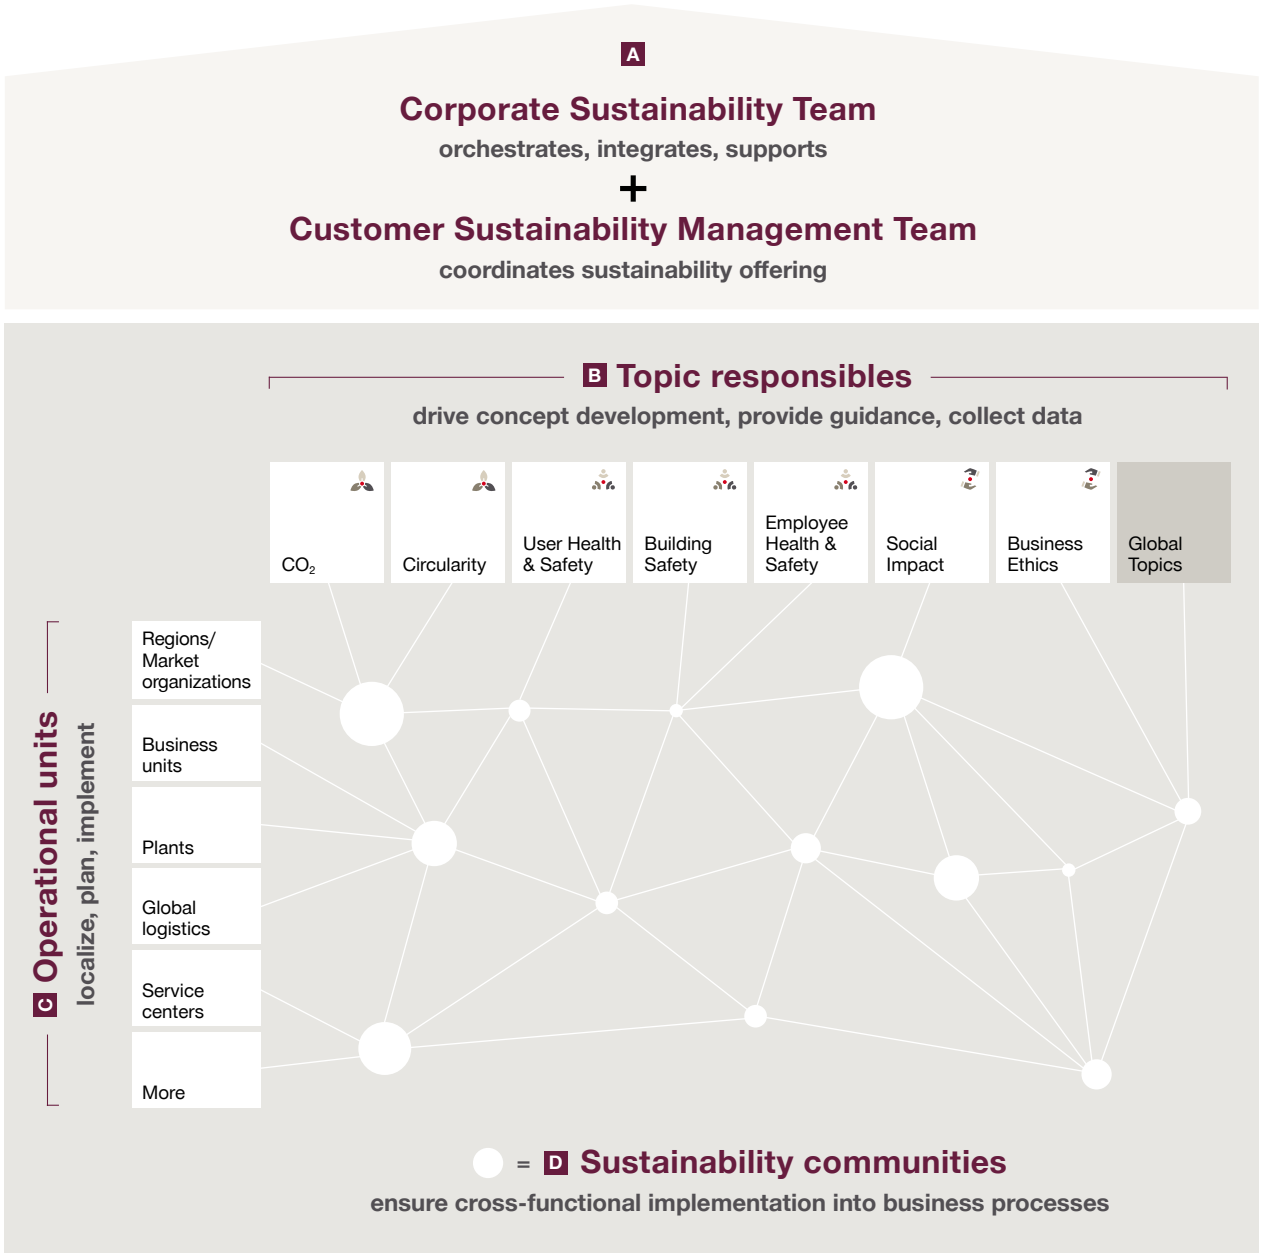 A
Corporate Sustainability Team
orchestrates, integrates, supports
+
Customer Sustainability Management Team
coordinates sustainability offering
B Topic responsibles
drive concept development, provide guidance, collect data
CO₂
Circularity
User Health
& Safety
Building
Safety
Employee
Health &
Safety
Social
Impact
Business
Ethics
Global
Topics
C Operational units
localize, plan, implement
Regions/
Market
organizations
Business
units
Plants
Global
logistics
Service
centers
More
= D Sustainability communities
ensure cross-functional implementation into business processes